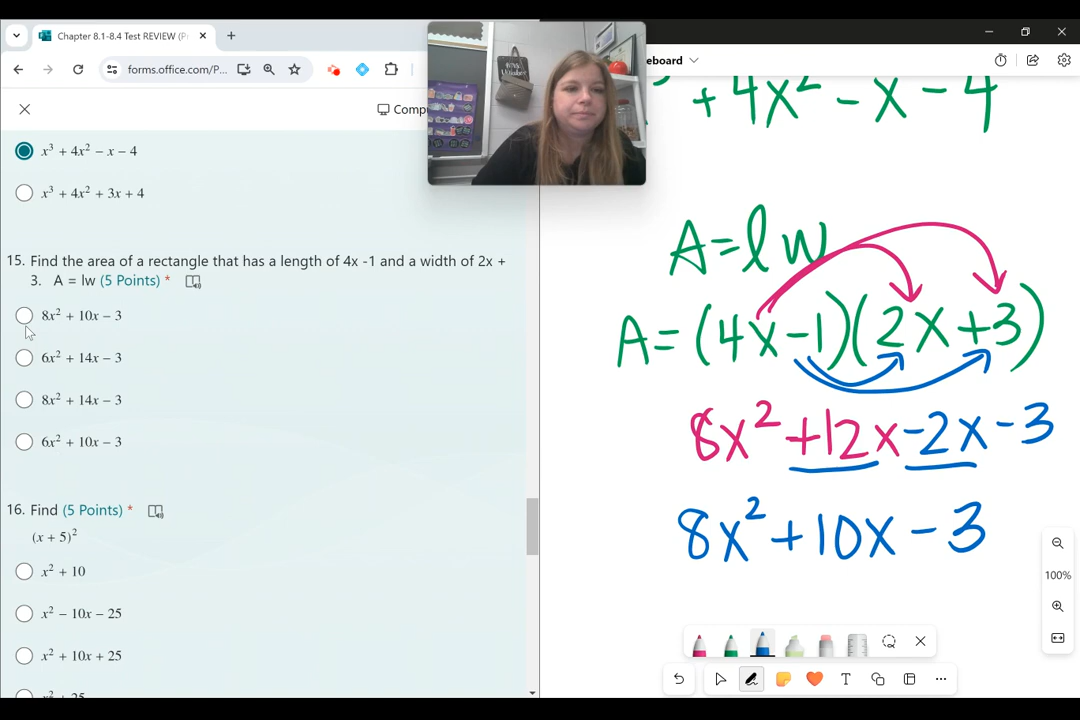 Chapter 8.1-8.4 Test REVIEW (P
forms.office.com/P...
eboard
x³ + 4x² − x − 4
x³ + 4x² + 3x + 4
15. Find the area of a rectangle that has a length of 4x -1 and a width of 2x +
3. A = lw (5 Points) *
8x² + 10x − 3
6x² + 14x − 3
8x² + 14x − 3
6x² + 10x − 3
16. Find (5 Points) *
(x + 5)²
x² + 10
x² − 10x − 25
x² + 10x + 25
+ 4x² - x - 4
A = lw
A = (4x-1)(2x+3)
8x² +12x -2x -3
8x² +10x - 3
100%
T